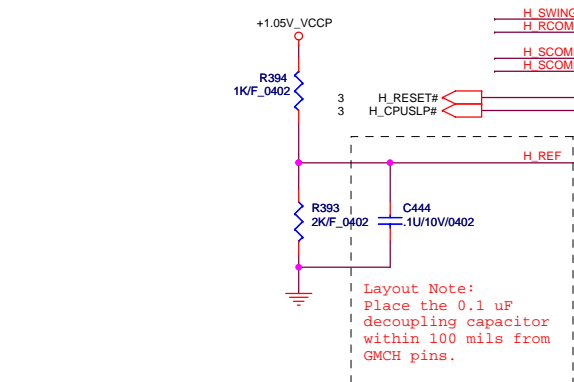 H_SWING
+1.05V_VCCP
H_RCOM
H_SCOM
H_SCOM
R394
1K/F_0402
3 H_RESET#
3 H_CPUSLP#
H_REF
R393
2K/F_0402
C444
.1U/10V/0402
Layout Note:
Place the 0.1 uF
decoupling capacitor
within 100 mils from
GMCH pins.